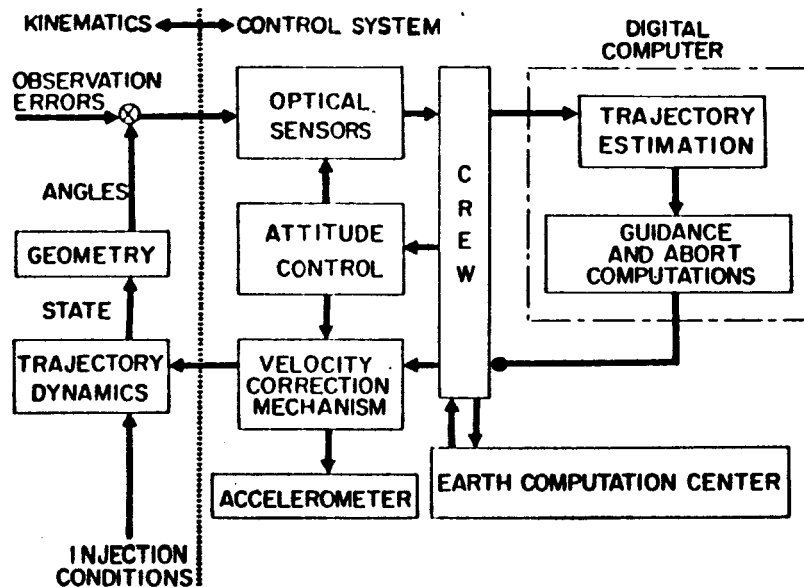 KINEMATICS
CONTROL SYSTEM
DIGITAL
COMPUTER
OBSERVATION
ERRORS
OPTICAL
SENSORS
CREW
TRAJECTORY
ESTIMATION
ANGLES
ATTITUDE
CONTROL
GUIDANCE
AND ABORT
COMPUTATIONS
GEOMETRY
STATE
TRAJECTORY
DYNAMICS
VELOCITY
CORRECTION
MECHANISM
ACCELEROMETER
EARTH COMPUTATION CENTER
INJECTION
CONDITIONS